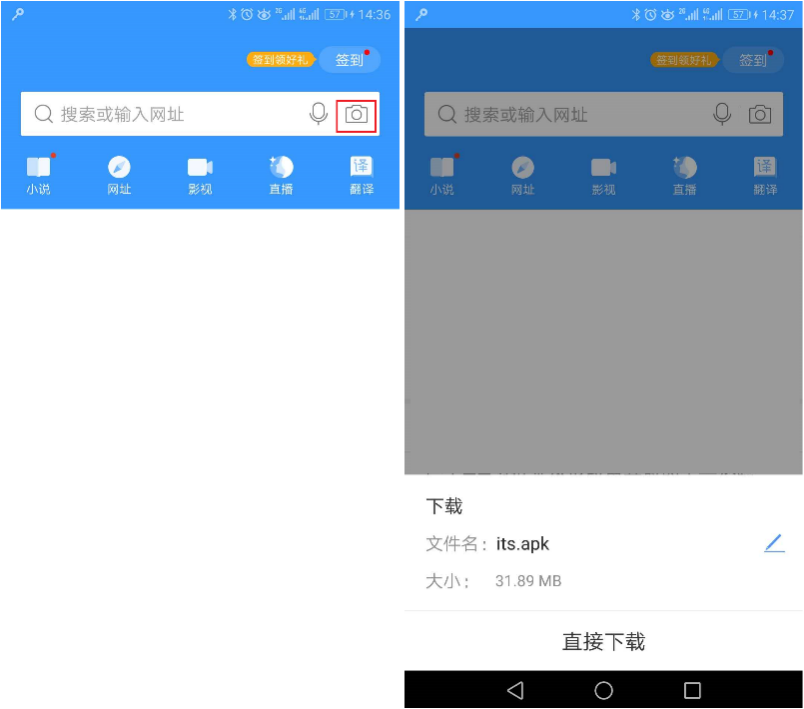 14:36
签到领好礼 签到
搜索或输入网址
小说 网址 影视 直播 翻译
14:37
签到领好礼 签到
搜索或输入网址
小说 网址 影视 直播 翻译
下载
文件名: its.apk
大小: 31.89 MB
直接下载